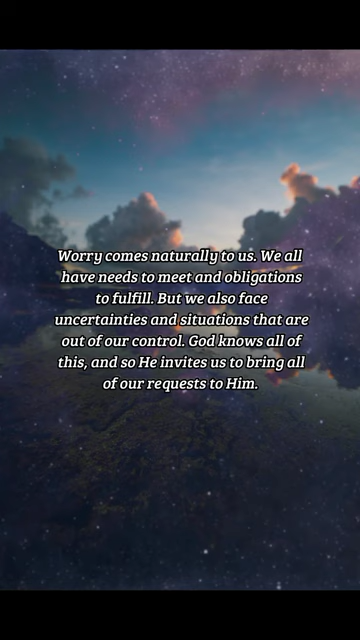 Worry comes naturally to us. We all
have needs to meet and obligations
to fulfill. But we also face
uncertainties and situations that are
out of our control. God knows all of
this, and so He invites us to bring all
of our requests to Him.